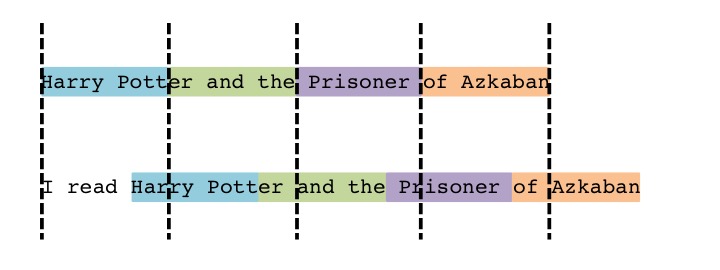 Harry Potter and the Prisoner of Azkaban
I read Harry Potter and the Prisoner of Azkaban